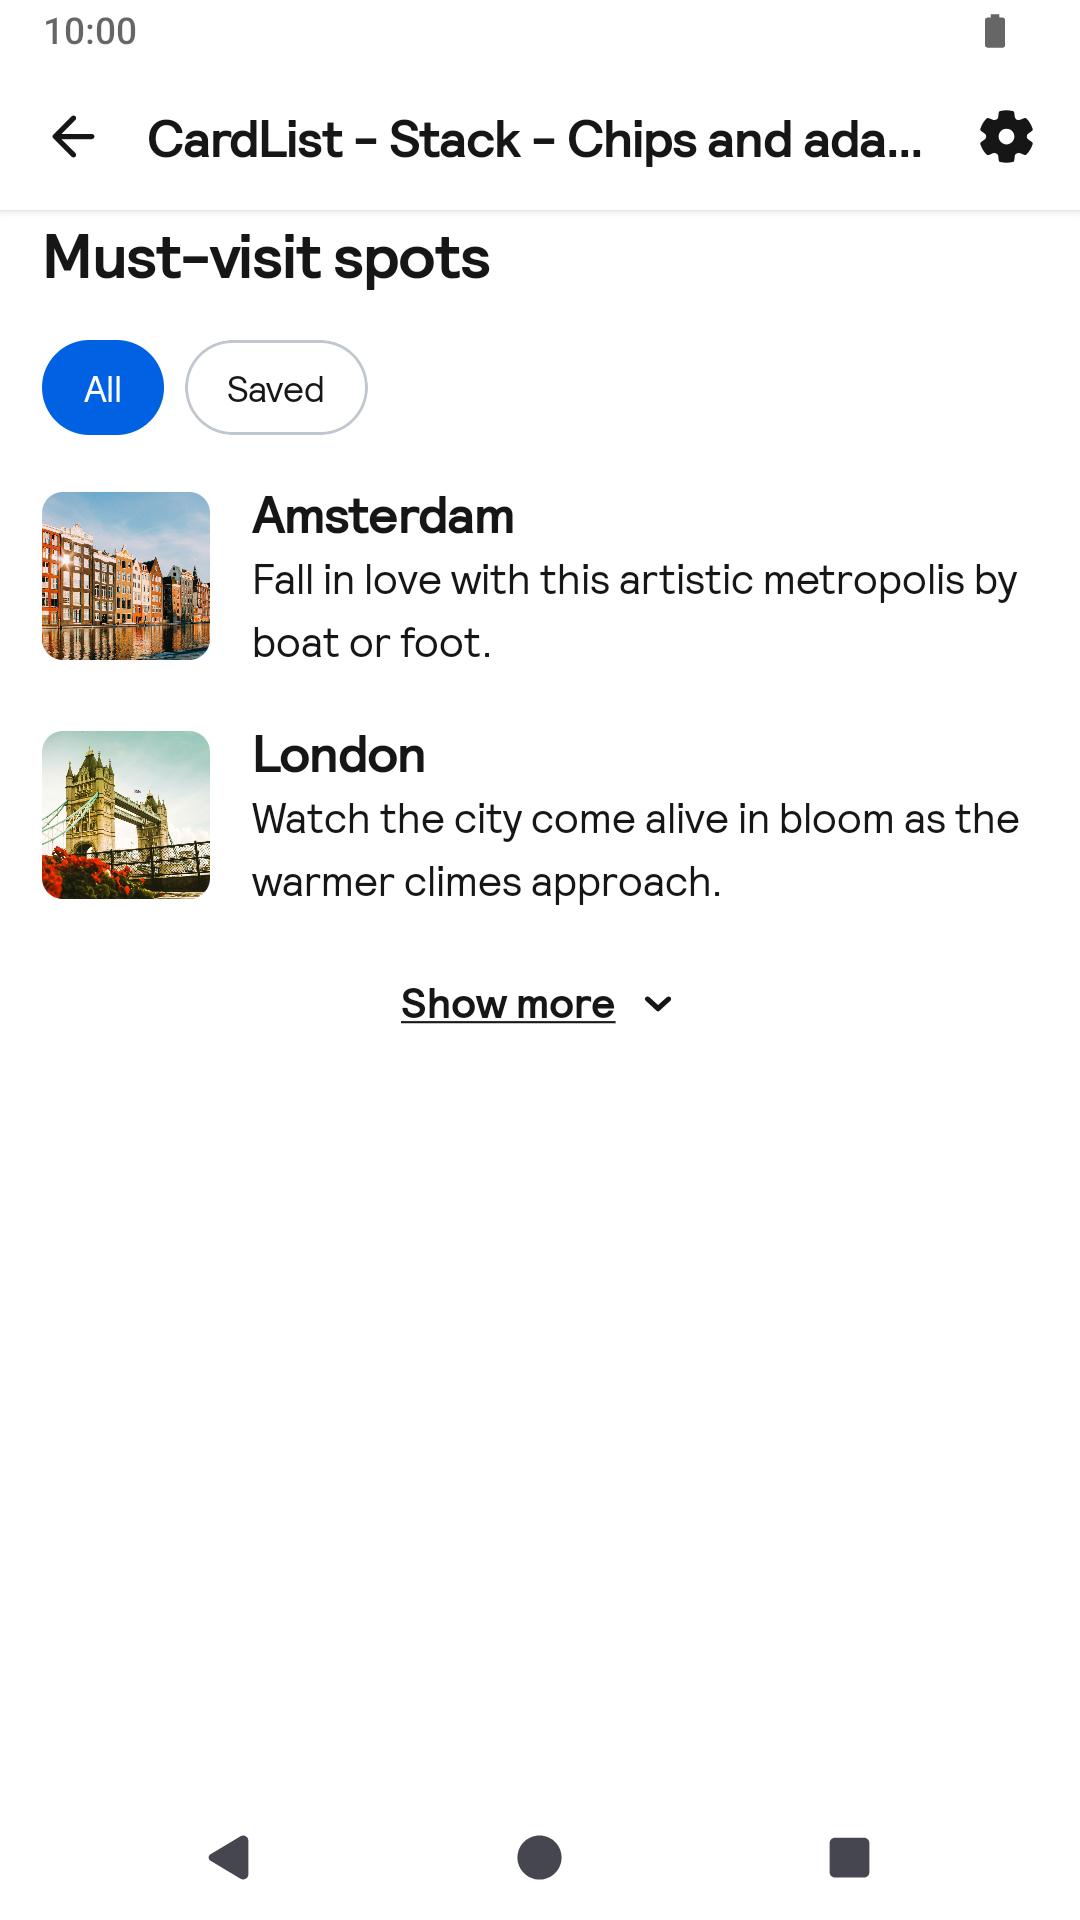 10:00
CardList - Stack - Chips and ada...
Must-visit spots
All
Saved
Amsterdam
Fall in love with this artistic metropolis by
boat or foot.
London
Watch the city come alive in bloom as the
warmer climes approach.
Show more